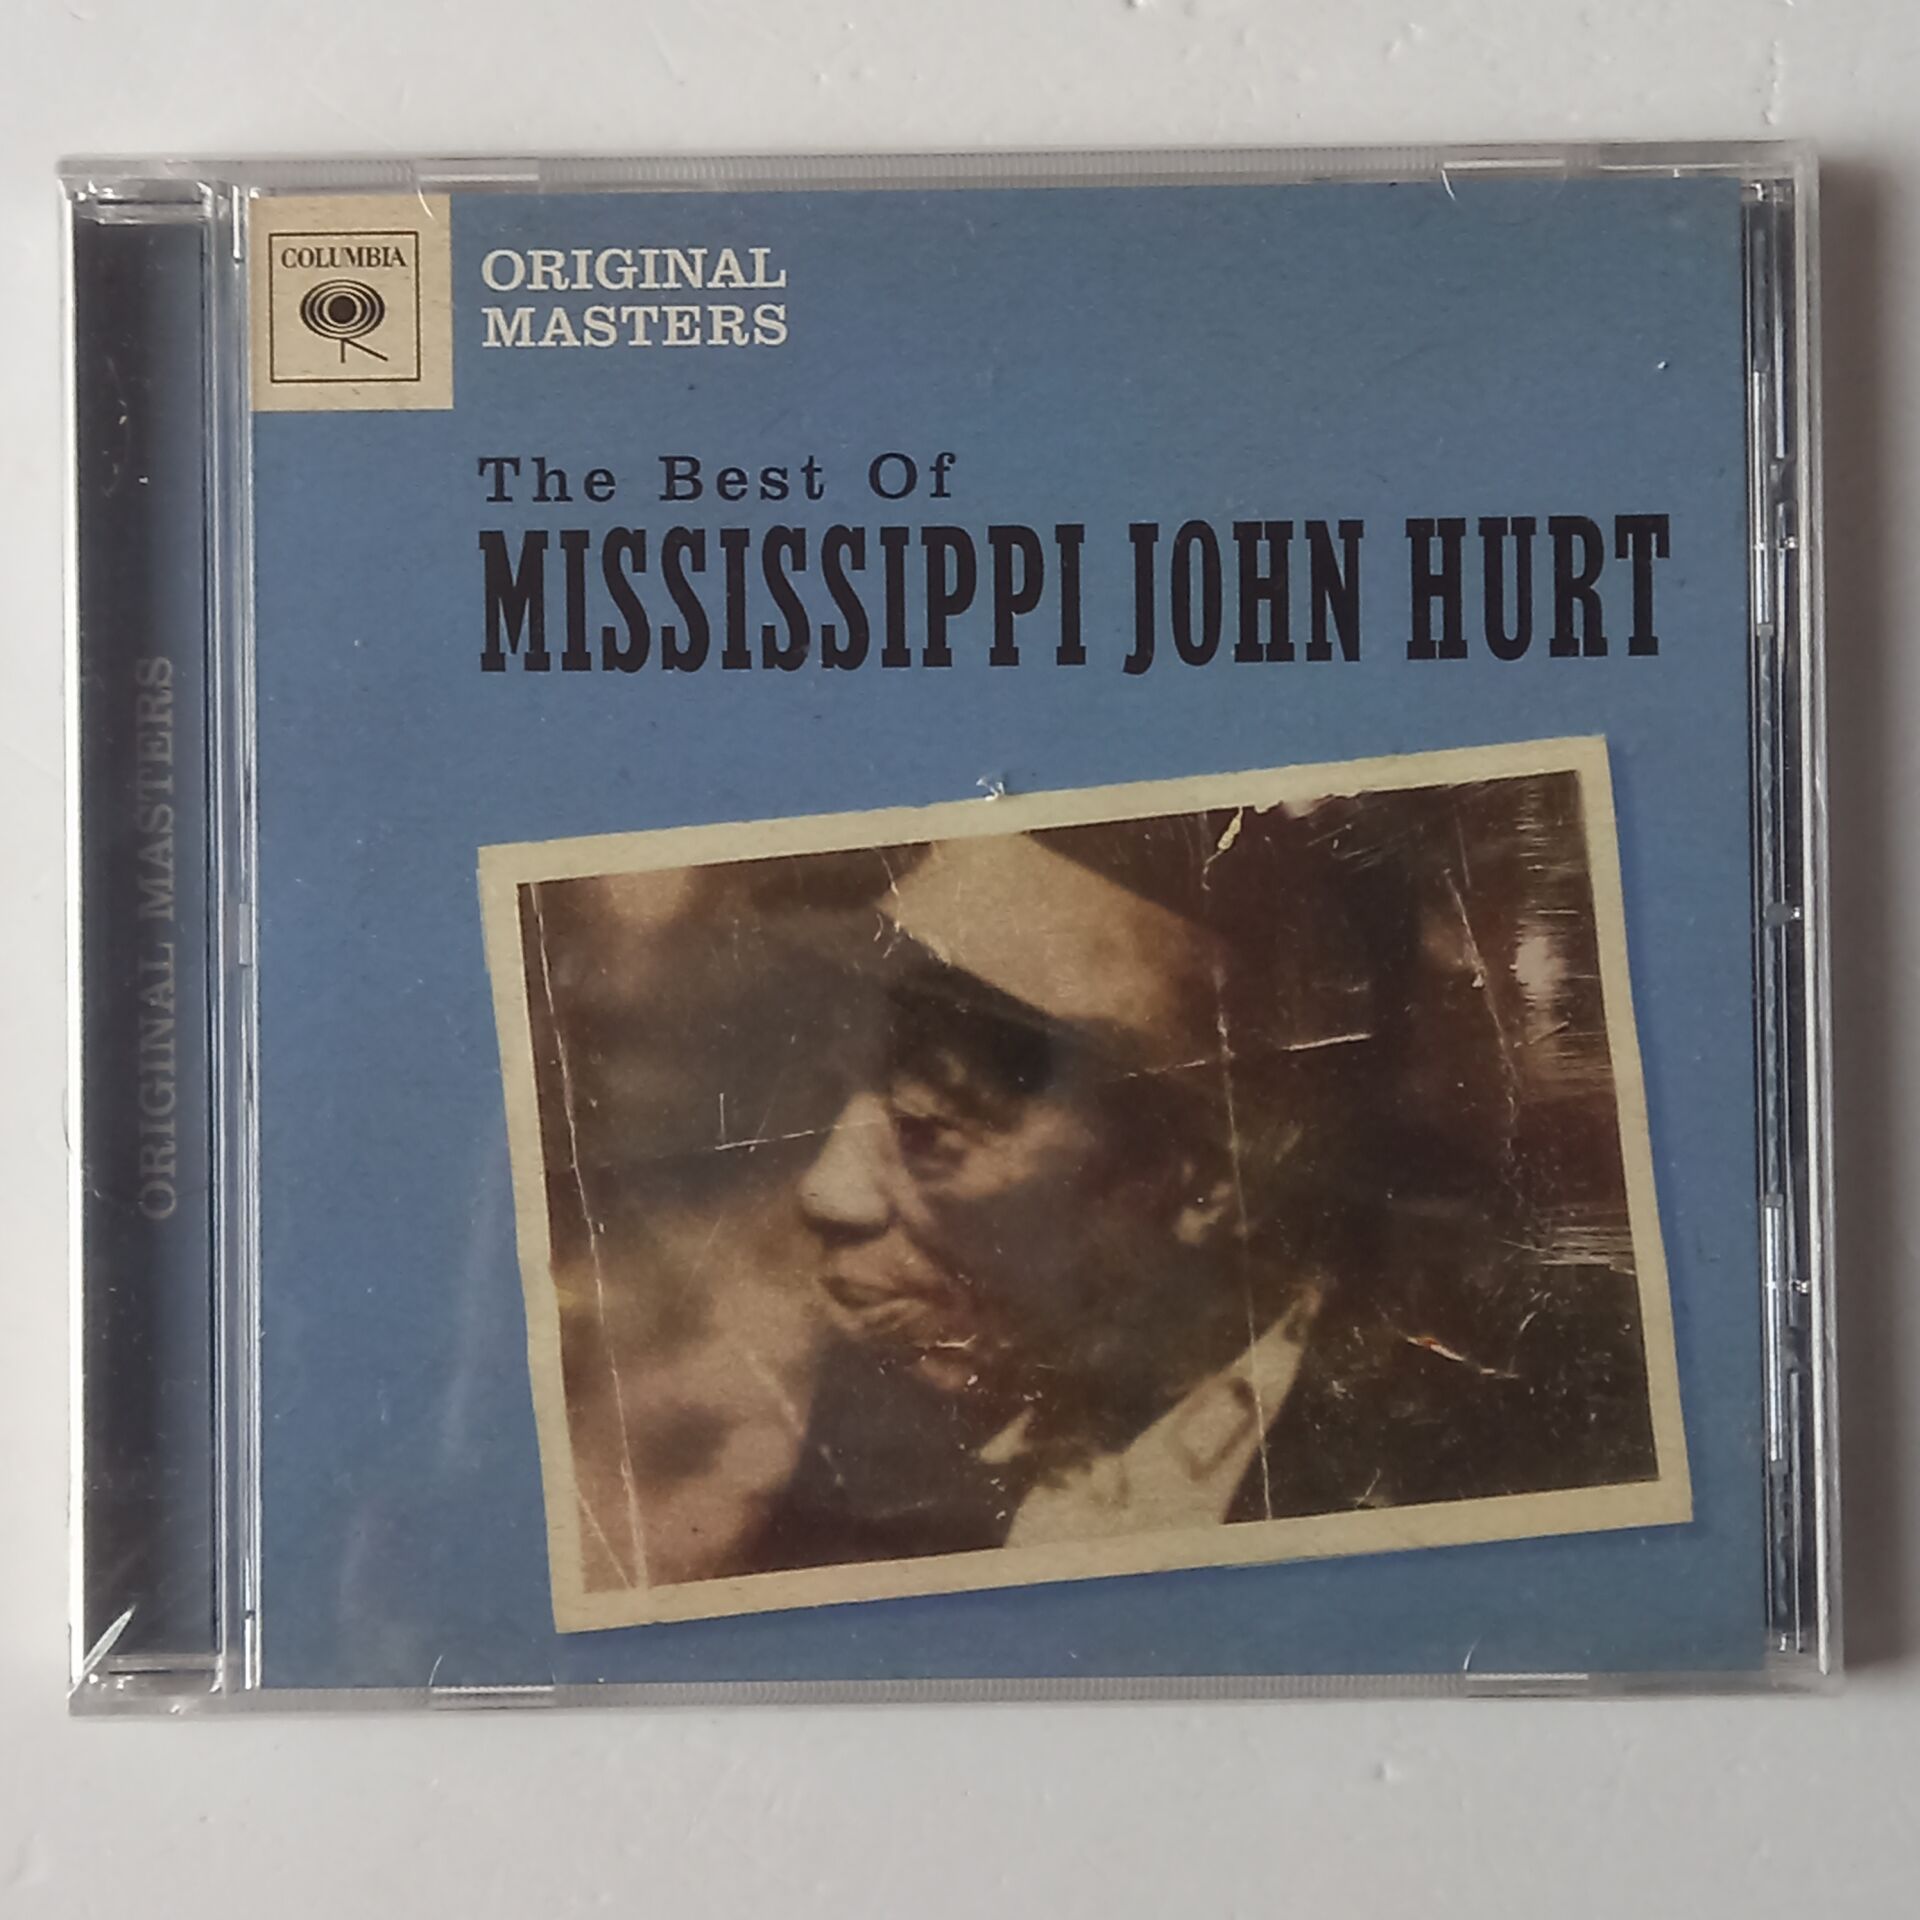 COLUMBIA
ORIGINAL
MASTERS
The Best Of
MISSISSIPPI JOHN HURT
ORIGINAL MASTERS